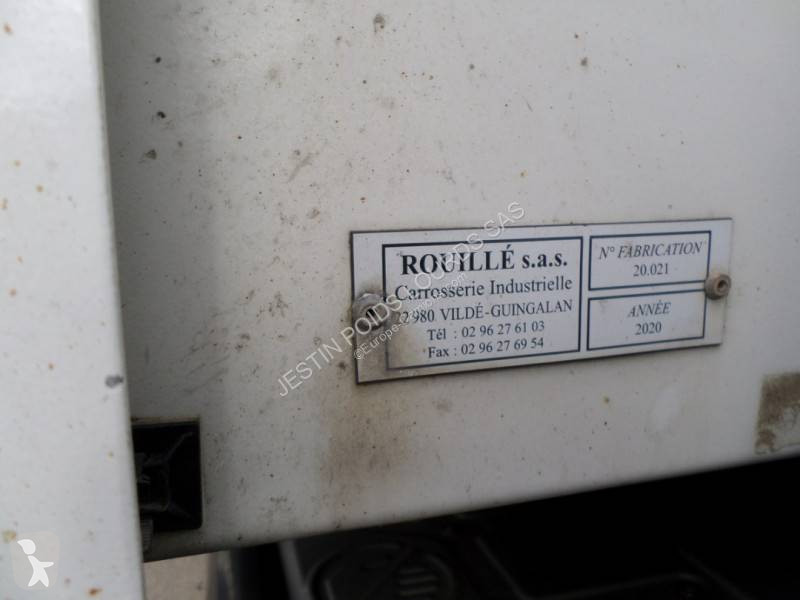 ROUILLÉ s.a.s.
Carrosserie Industrielle
22980 VILDÉ-GUINGALAN
Tél : 02 96 27 61 03
Fax : 02 96 27 69 54
N° FABRICATION
20.021
ANNÉE
2020
JESTIN POIDS LOURDS SAS